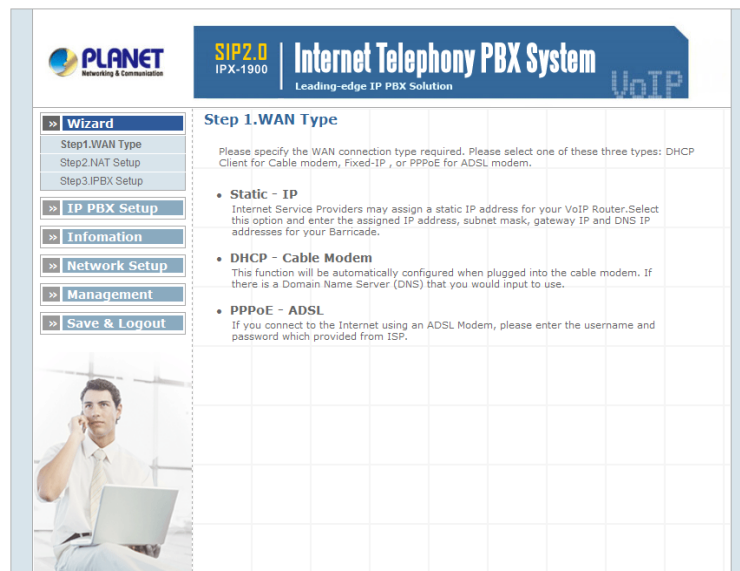 PLANET
Networking & Communication
SIP2.0
IPX-1900
Internet Telephony PBX System
Leading-edge IP PBX Solution
VoIP
» Wizard
Step1.WAN Type
Step2.NAT Setup
Step3.IPBX Setup
» IP PBX Setup
» Infomation
» Network Setup
» Management
» Save & Logout
Step 1.WAN Type
Please specify the WAN connection type required. Please select one of these three types: DHCP
Client for Cable modem, Fixed-IP , or PPPoE for ADSL modem.
• Static - IP
Internet Service Providers may assign a static IP address for your VoIP Router.Select
this option and enter the assigned IP address, subnet mask, gateway IP and DNS IP
addresses for your Barricade.
• DHCP - Cable Modem
This function will be automatically configured when plugged into the cable modem. If
there is a Domain Name Server (DNS) that you would input to use.
• PPPoE - ADSL
If you connect to the Internet using an ADSL Modem, please enter the username and
password which provided from ISP.